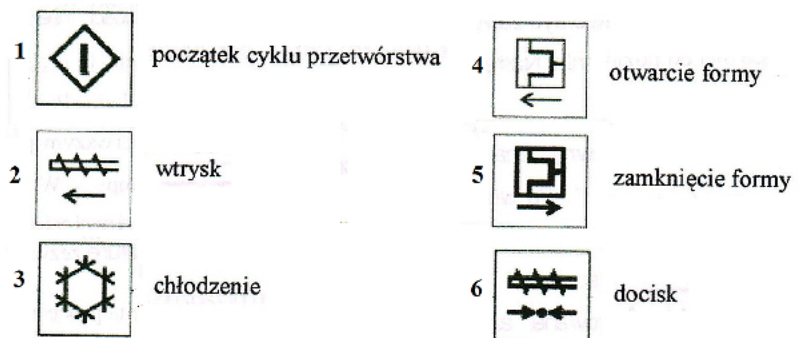 1 początek cyklu przetwórstwa
2 wtrysk
3 chłodzenie
4 otwarcie formy
5 zamknięcie formy
6 docisk